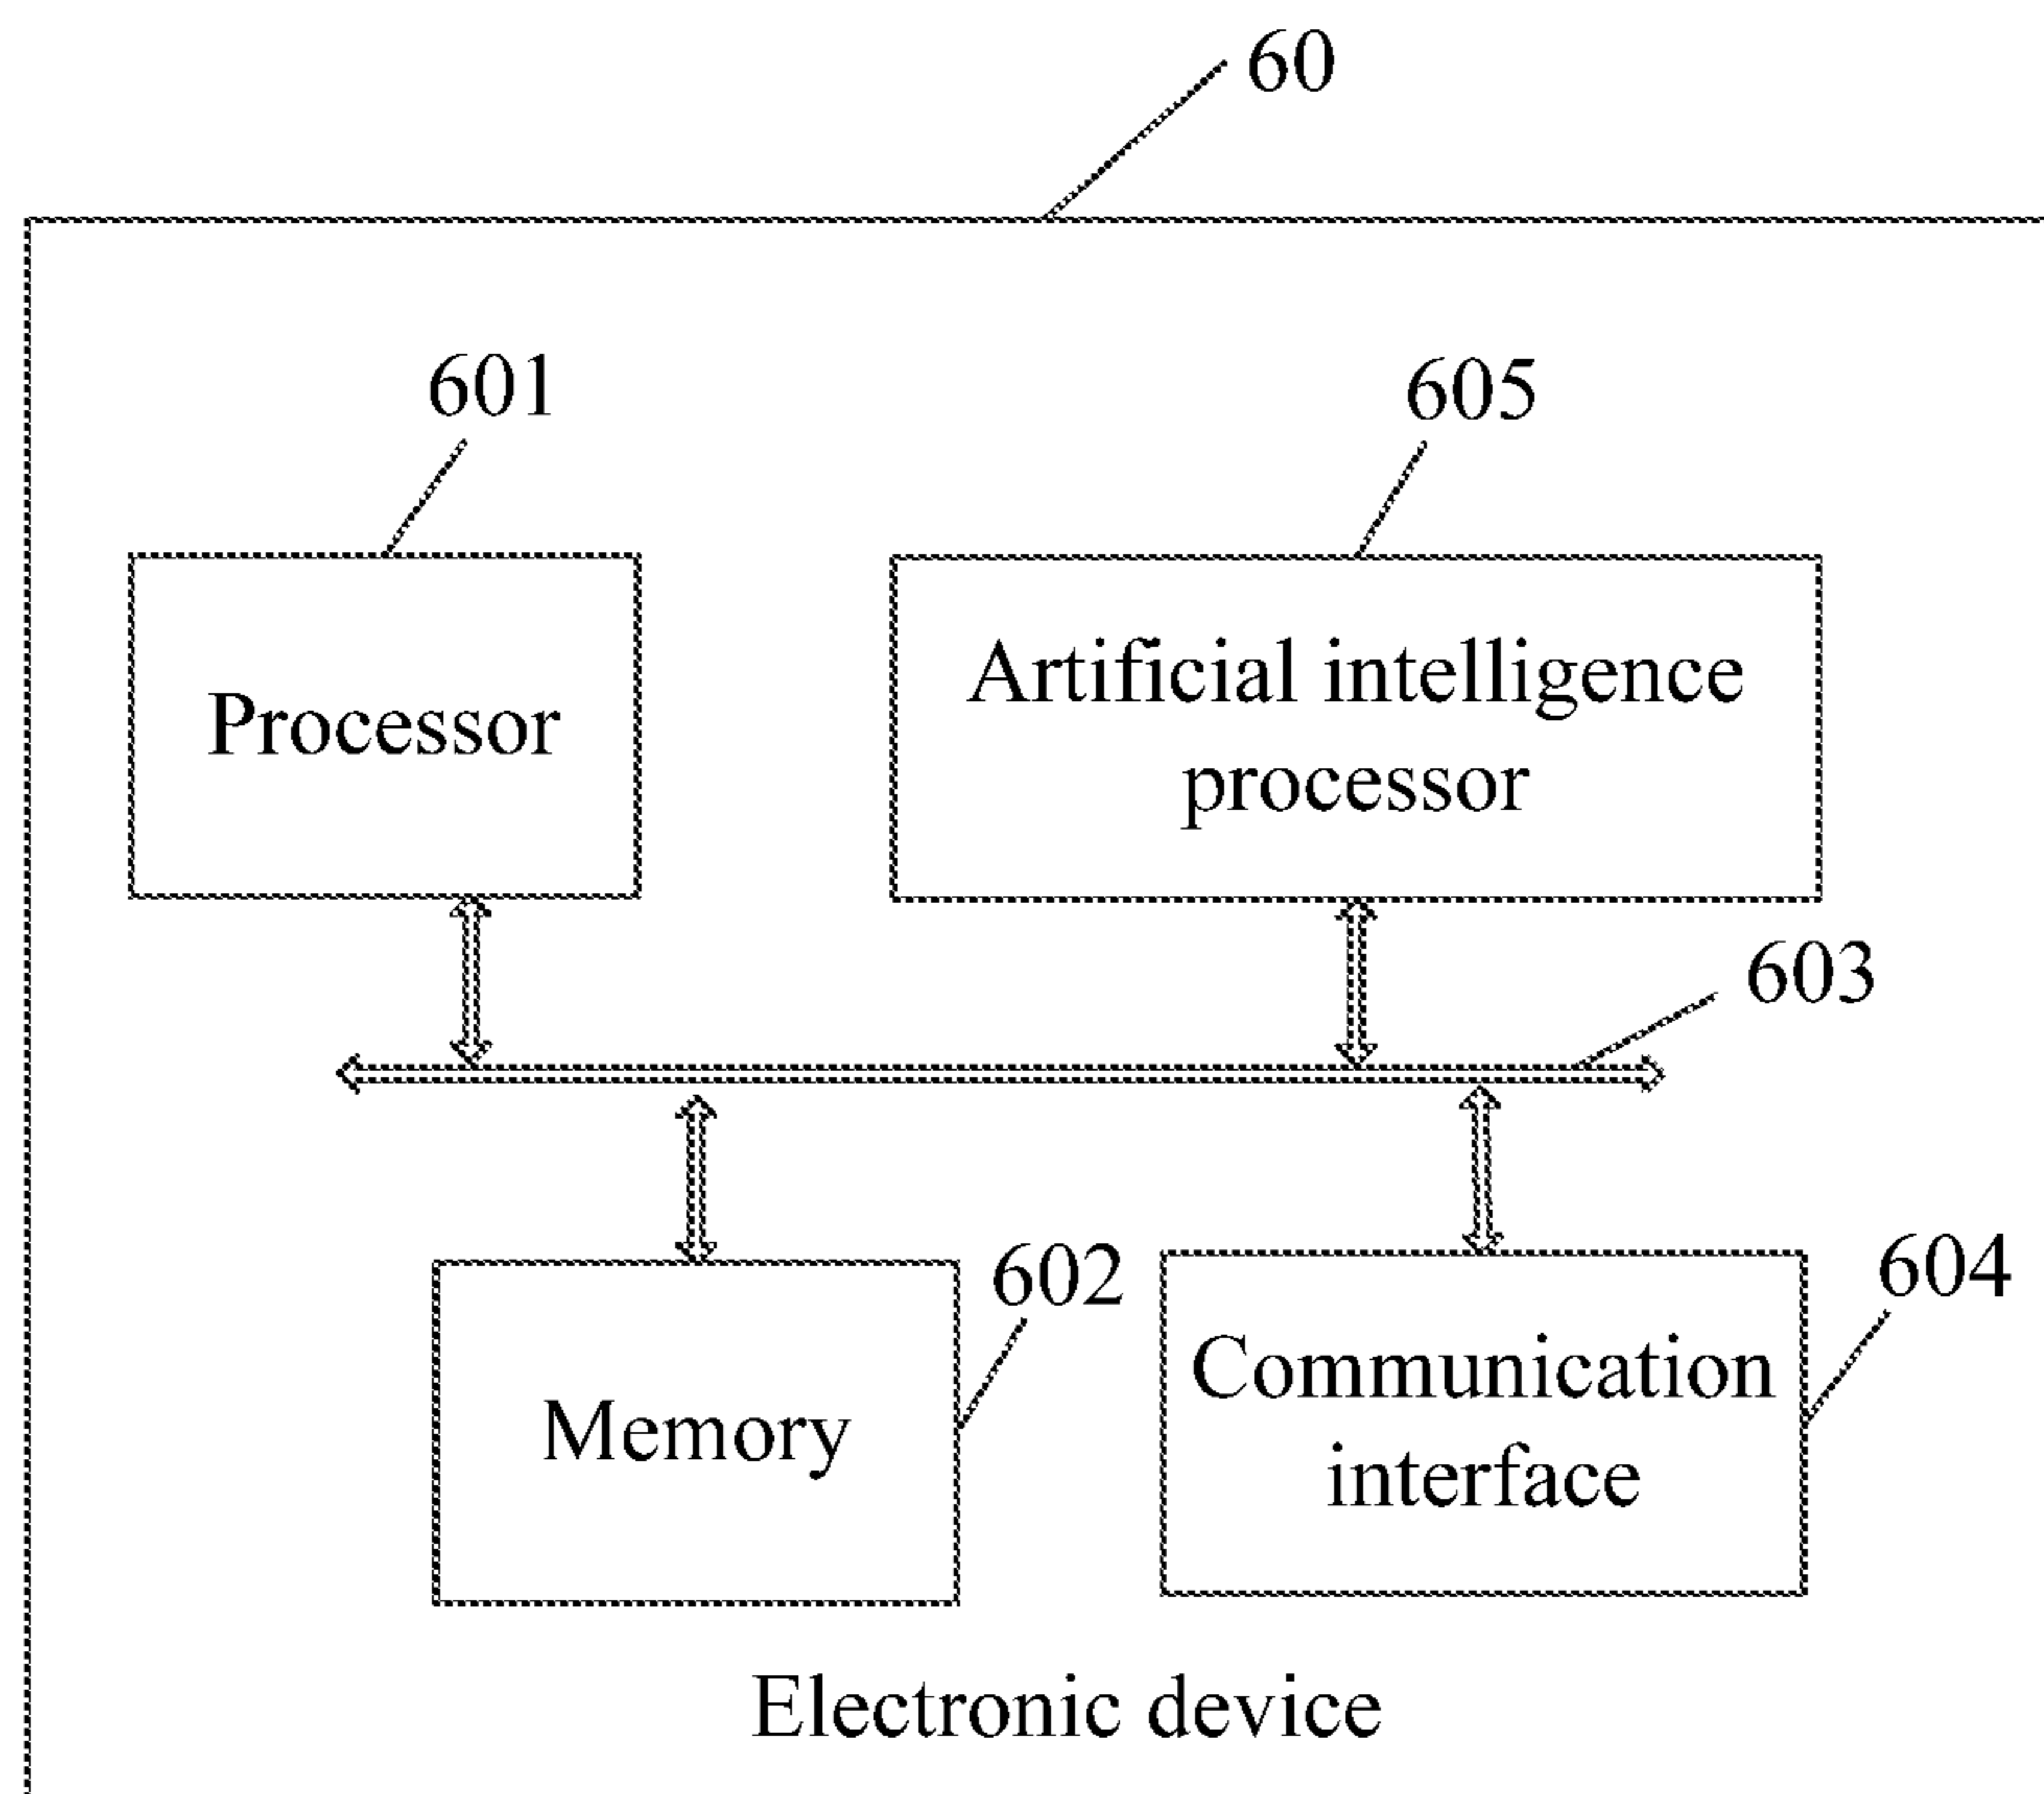 60
601
605
Processor
Artificial intelligence
processor
603
602
604
Memory
Communication
interface
Electronic device